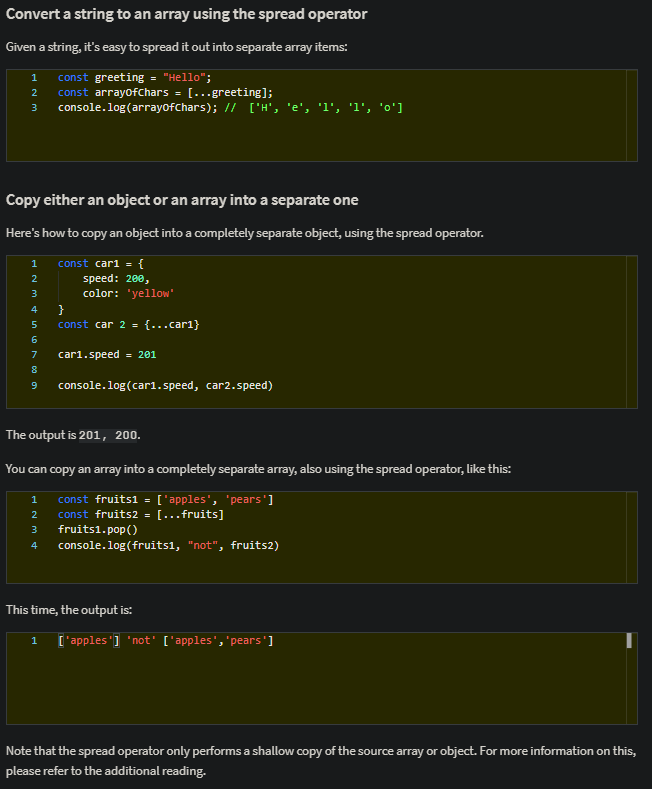 Convert a string to an array using the spread operator
Given a string, it's easy to spread it out into separate array items:
1 const greeting = "Hello";
2 const arrayOfChars = [...greeting];
3 console.log(arrayOfChars); // ['H', 'e', 'l', 'l', 'o']
Copy either an object or an array into a separate one
Here's how to copy an object into a completely separate object, using the spread operator.
1 const car1 = {
2     speed: 200,
3     color: 'yellow'
4 }
5 const car 2 = {...car1}
6
7 car1.speed = 201
8
9 console.log(car1.speed, car2.speed)
The output is 201, 200.
You can copy an array into a completely separate array, also using the spread operator, like this:
1 const fruits1 = ['apples', 'pears']
2 const fruits2 = [...fruits]
3 fruits1.pop()
4 console.log(fruits1, "not", fruits2)
This time, the output is:
1 ['apples'] 'not' ['apples','pears']
Note that the spread operator only performs a shallow copy of the source array or object. For more information on this,
please refer to the additional reading.